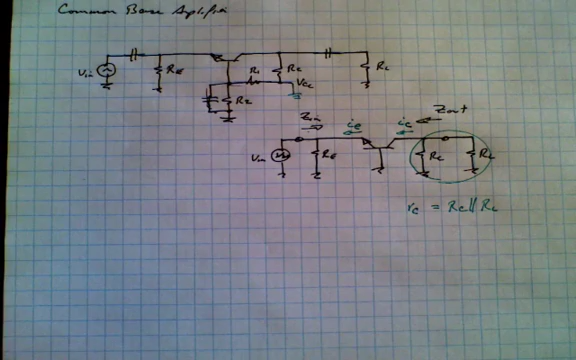 Common Base Amplifier
Vin
RE
R1
RC
RL
VCC
R2
Zin
ie
ic
Zout
Vin
RE
RC
RL
rc = RC || RL